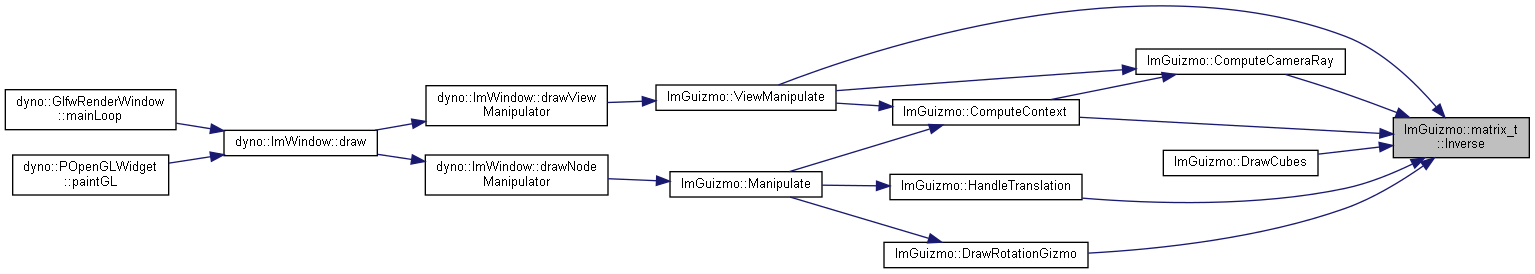 dyno::GlfwRenderWindow
::mainLoop
dyno::POpenGLWidget
::paintGL
dyno::ImWindow::draw
dyno::ImWindow::drawView
Manipulator
dyno::ImWindow::drawNode
Manipulator
ImGuizmo::ViewManipulate
ImGuizmo::Manipulate
ImGuizmo::ComputeContext
ImGuizmo::HandleTranslation
ImGuizmo::DrawRotationGizmo
ImGuizmo::ComputeCameraRay
ImGuizmo::DrawCubes
ImGuizmo::matrix_t
::Inverse